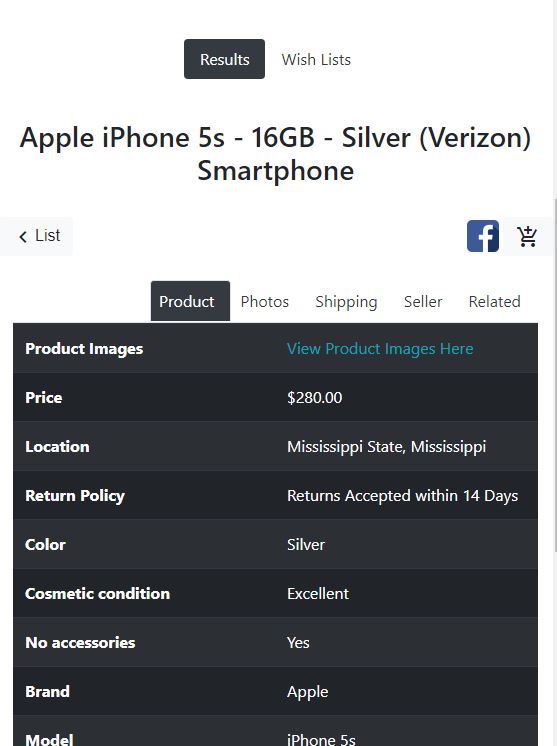 Results Wish Lists
Apple iPhone 5s - 16GB - Silver (Verizon)
Smartphone
List
Product Photos Shipping Seller Related
Product Images View Product Images Here
Price $280.00
Location Mississippi State, Mississippi
Return Policy Returns Accepted within 14 Days
Color Silver
Cosmetic condition Excellent
No accessories Yes
Brand Apple
Model iPhone 5s